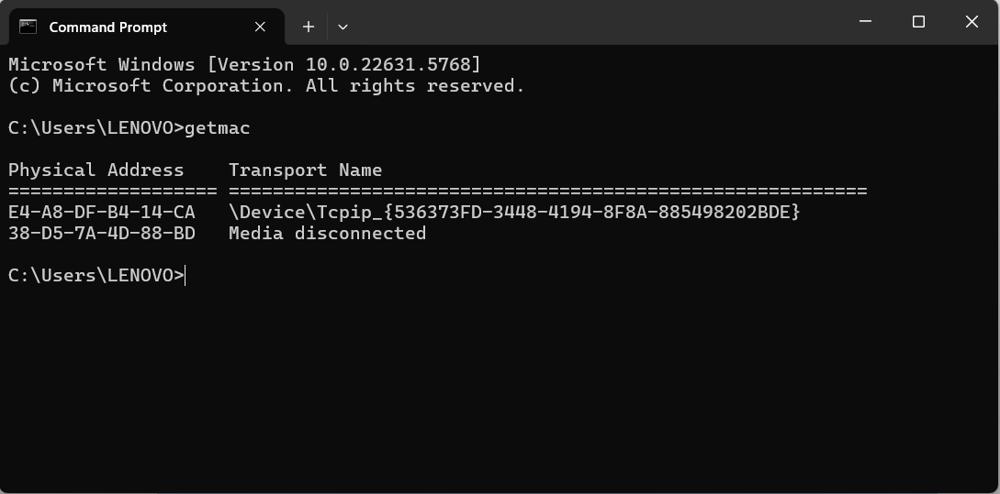 Command Prompt
Microsoft Windows [Version 10.0.22631.5768]
(c) Microsoft Corporation. All rights reserved.
C:\Users\LENOVO>getmac
Physical Address    Transport Name
=================== ==========================================================
E4-A8-DF-B4-14-CA   \Device\Tcpip_{536373FD-3448-4194-8F8A-885498202BDE}
38-D5-7A-4D-88-BD   Media disconnected
C:\Users\LENOVO>